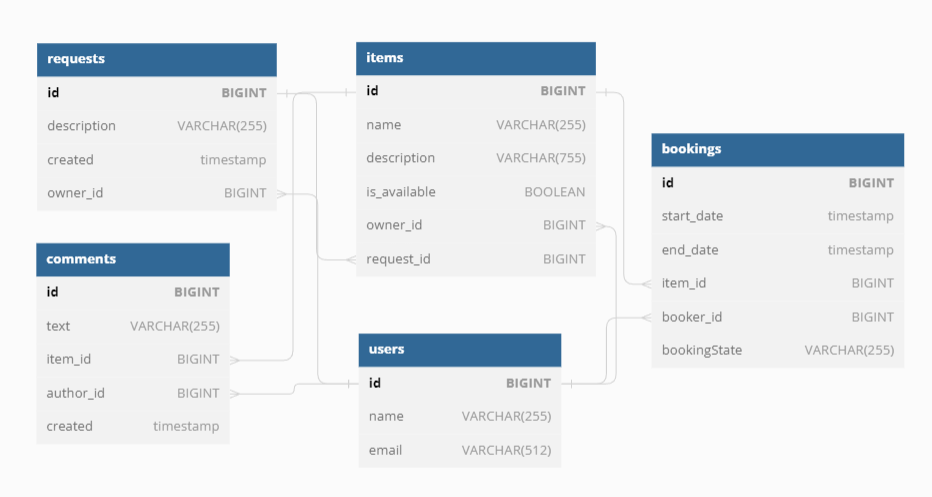 requests
id BIGINT
description VARCHAR(255)
created timestamp
owner_id BIGINT
comments
id BIGINT
text VARCHAR(255)
item_id BIGINT
author_id BIGINT
created timestamp
items
id BIGINT
name VARCHAR(255)
description VARCHAR(755)
is_available BOOLEAN
owner_id BIGINT
request_id BIGINT
users
id BIGINT
name VARCHAR(255)
email VARCHAR(512)
bookings
id BIGINT
start_date timestamp
end_date timestamp
item_id BIGINT
booker_id BIGINT
bookingState VARCHAR(255)